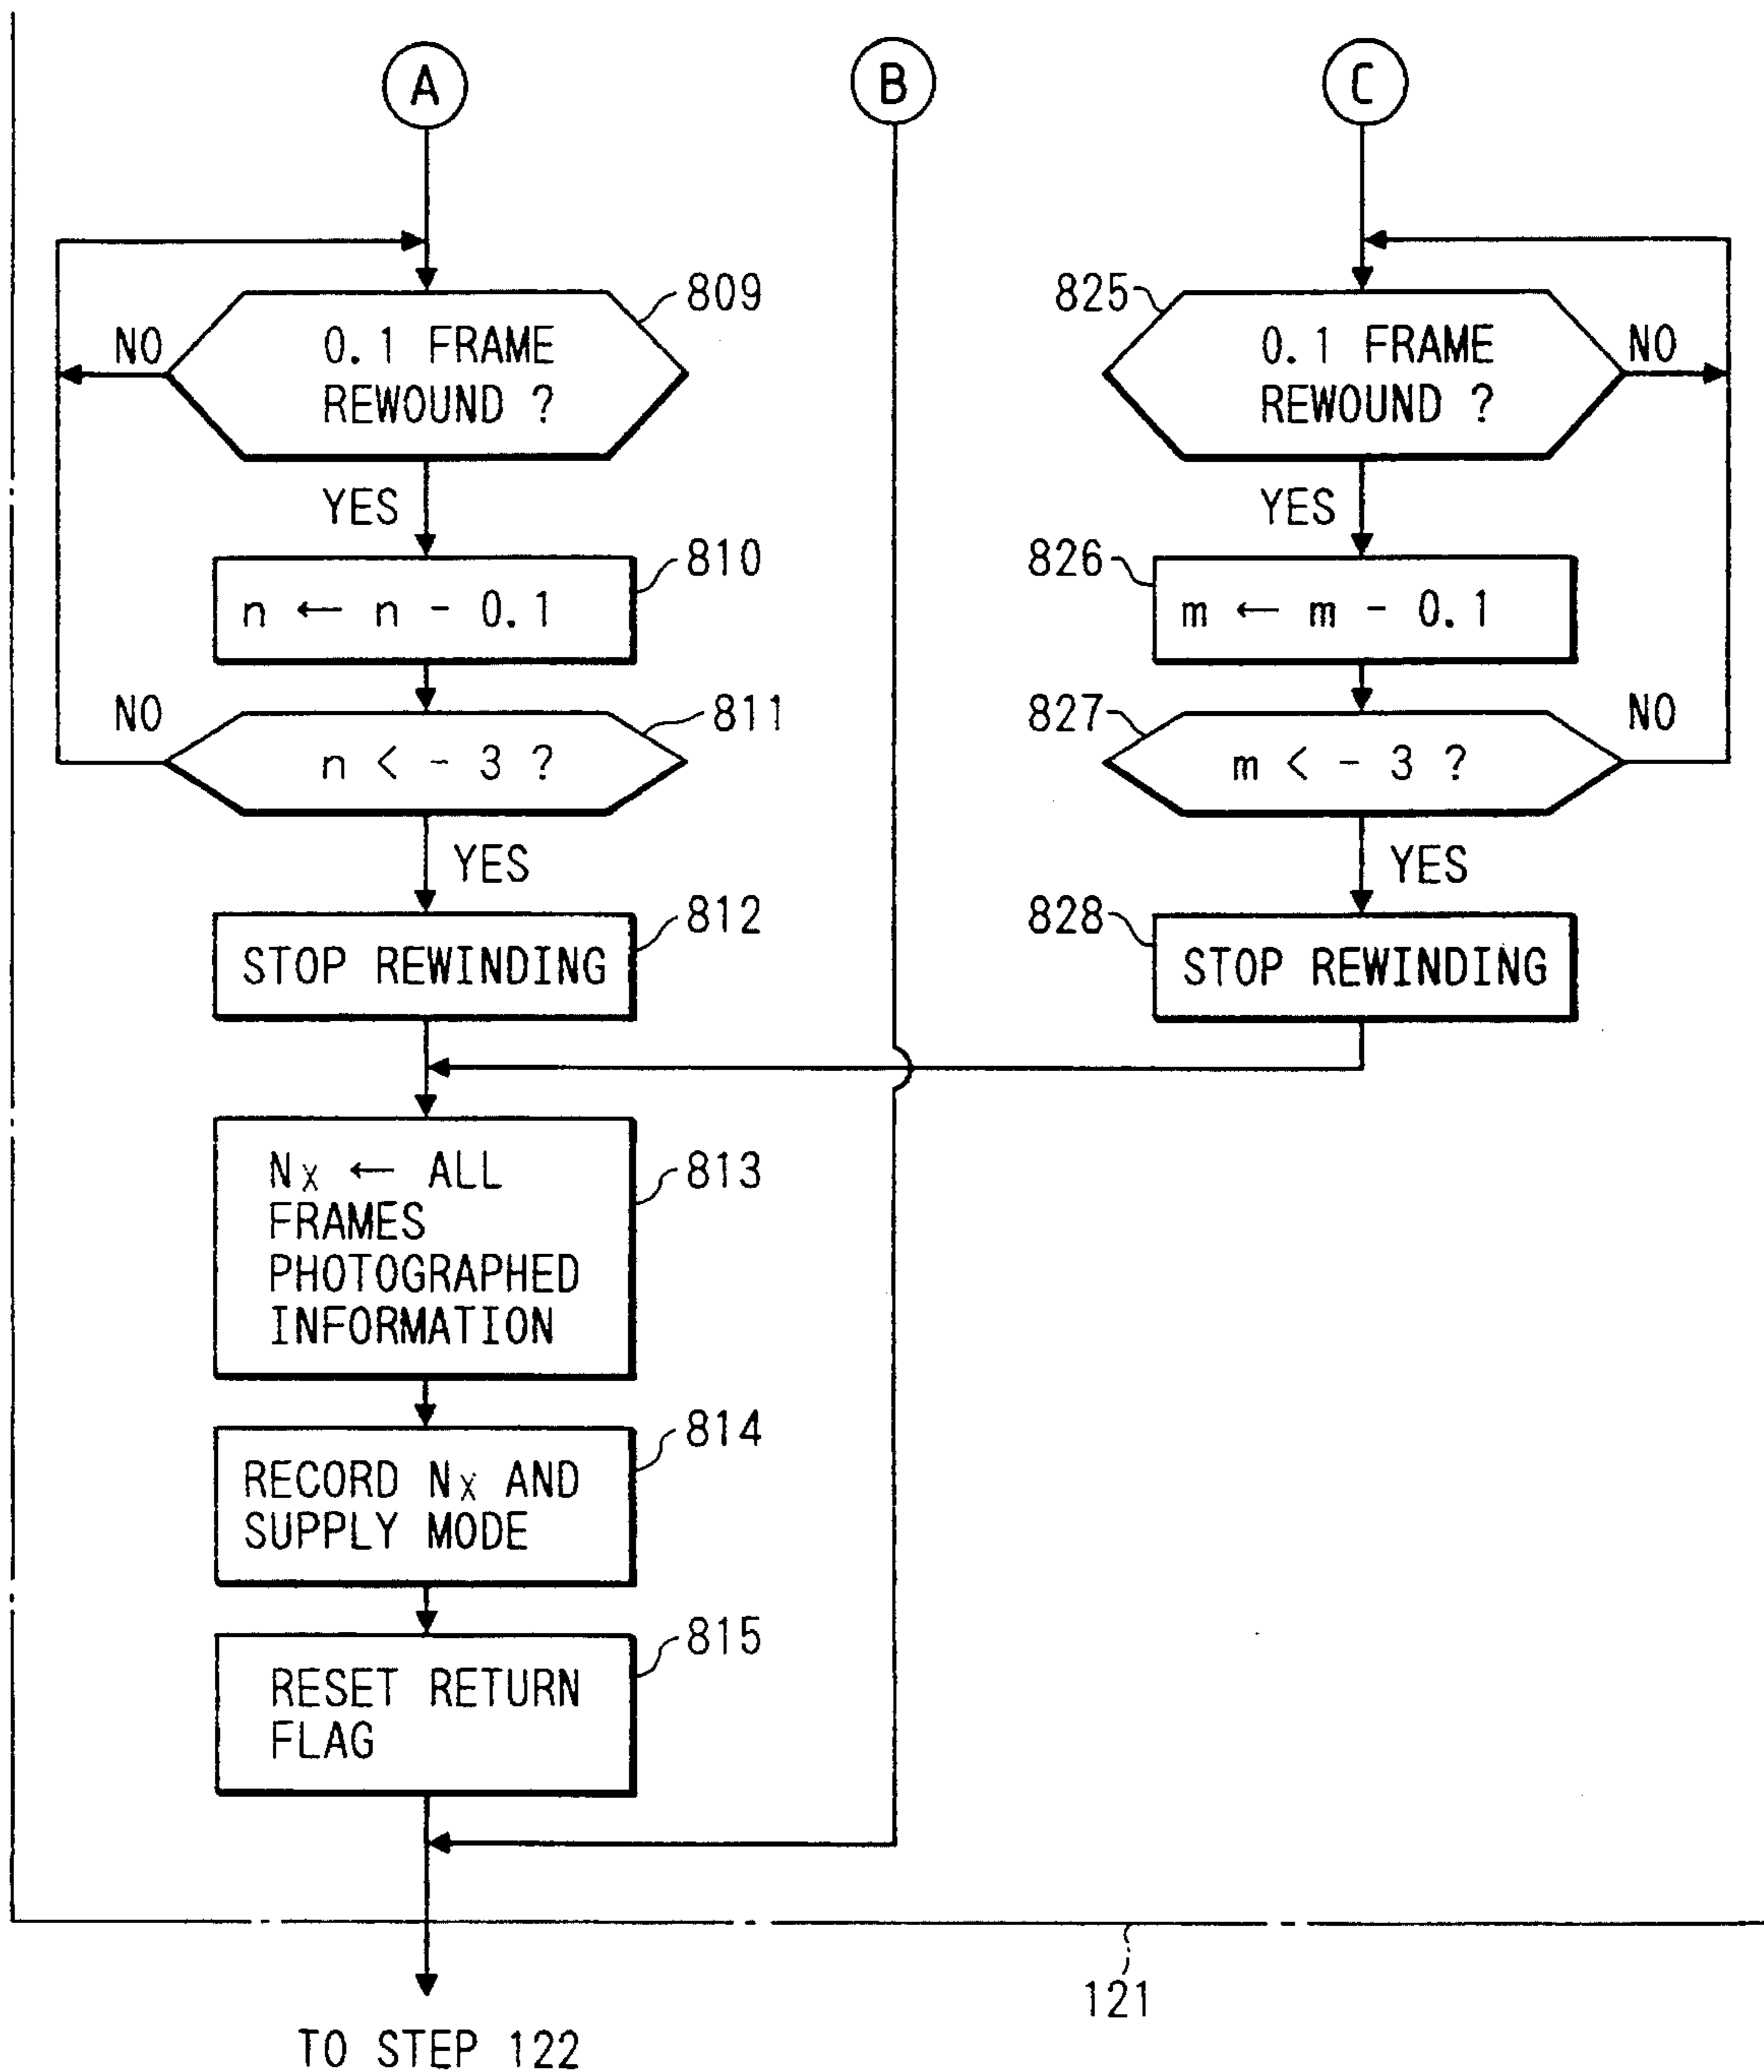 A
B
C
809
0.1 FRAME
REWOUND ?
NO
YES
810
n ← n - 0.1
811
n < - 3 ?
NO
YES
812
STOP REWINDING
825
0.1 FRAME
REWOUND ?
NO
YES
826
m ← m - 0.1
827
m < - 3 ?
NO
YES
828
STOP REWINDING
813
Nx ← ALL
FRAMES
PHOTOGRAPHED
INFORMATION
814
RECORD Nx AND
SUPPLY MODE
815
RESET RETURN
FLAG
121
TO STEP 122